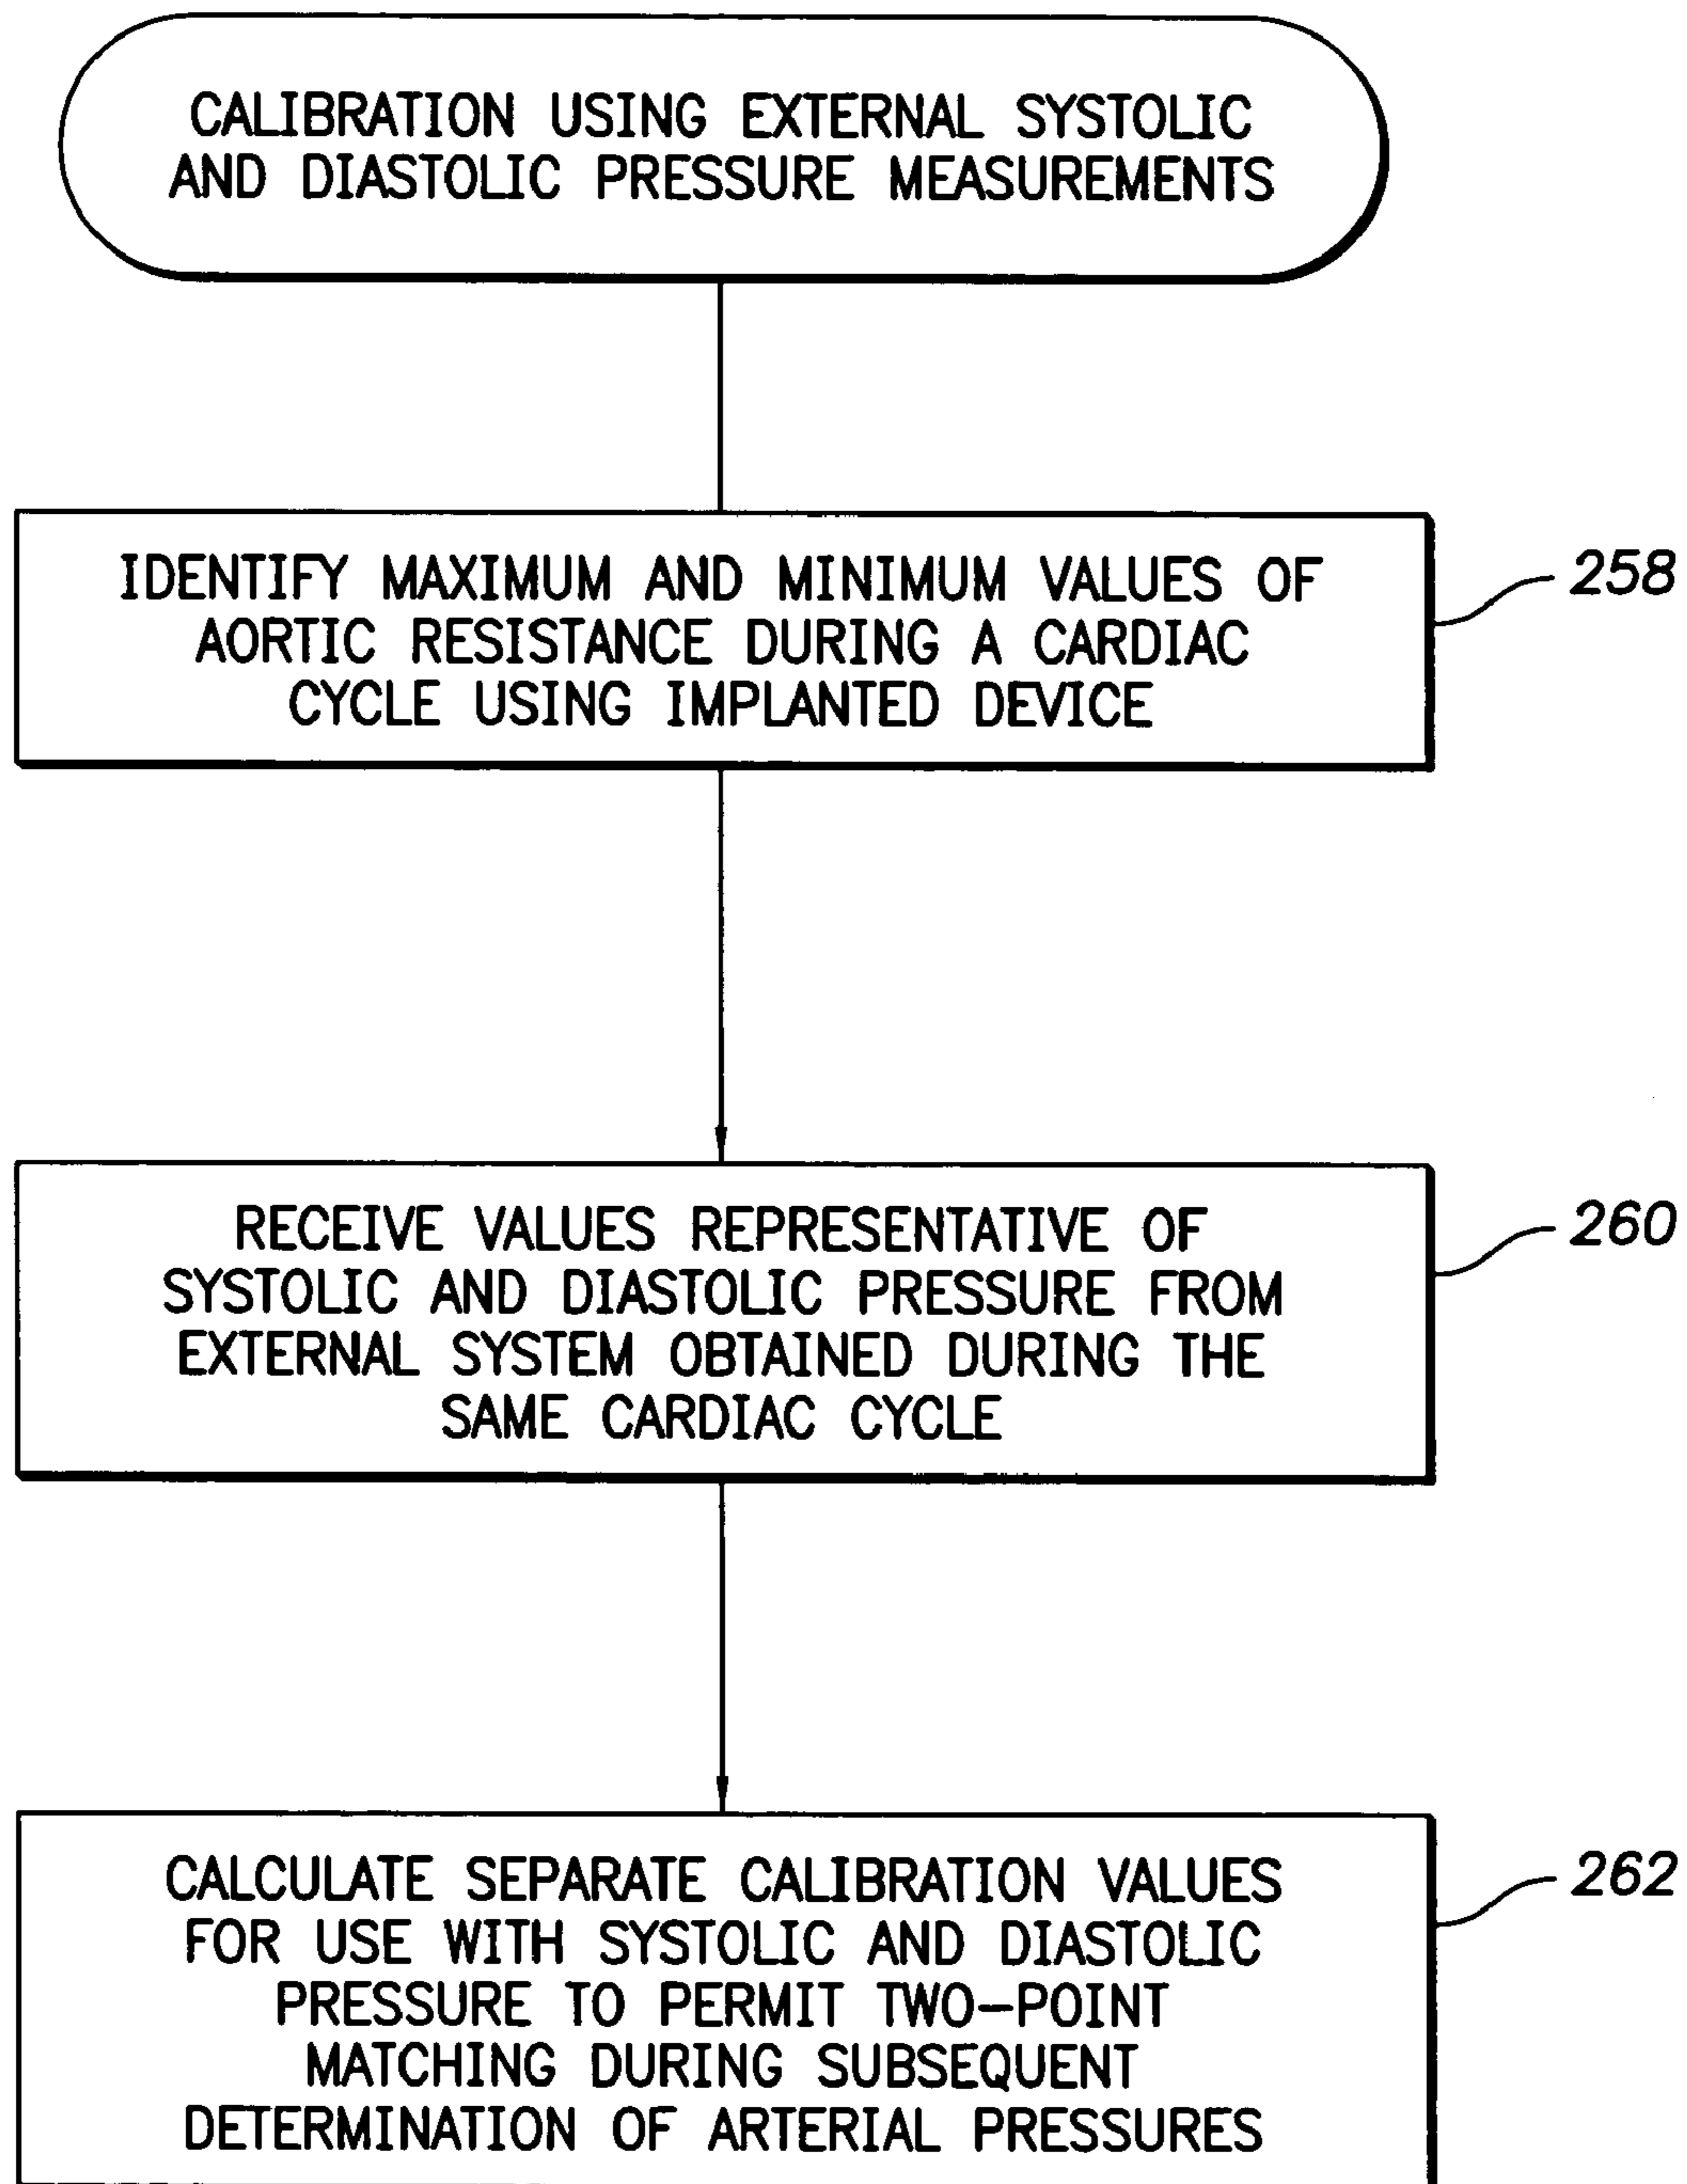 CALIBRATION USING EXTERNAL SYSTOLIC
AND DIASTOLIC PRESSURE MEASUREMENTS
IDENTIFY MAXIMUM AND MINIMUM VALUES OF
AORTIC RESISTANCE DURING A CARDIAC
CYCLE USING IMPLANTED DEVICE
258
RECEIVE VALUES REPRESENTATIVE OF
SYSTOLIC AND DIASTOLIC PRESSURE FROM
EXTERNAL SYSTEM OBTAINED DURING THE
SAME CARDIAC CYCLE
260
CALCULATE SEPARATE CALIBRATION VALUES
FOR USE WITH SYSTOLIC AND DIASTOLIC
PRESSURE TO PERMIT TWO-POINT
MATCHING DURING SUBSEQUENT
DETERMINATION OF ARTERIAL PRESSURES
262